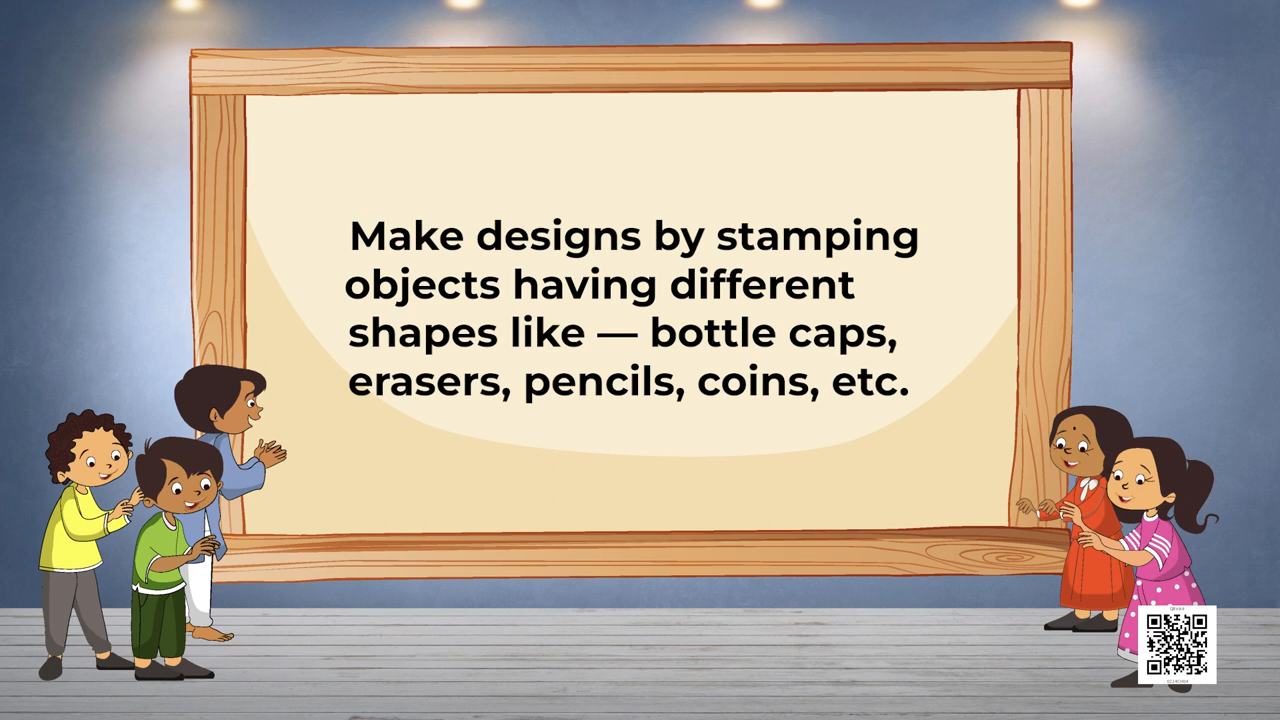 Make designs by stamping
objects having different
shapes like — bottle caps,
erasers, pencils, coins, etc.